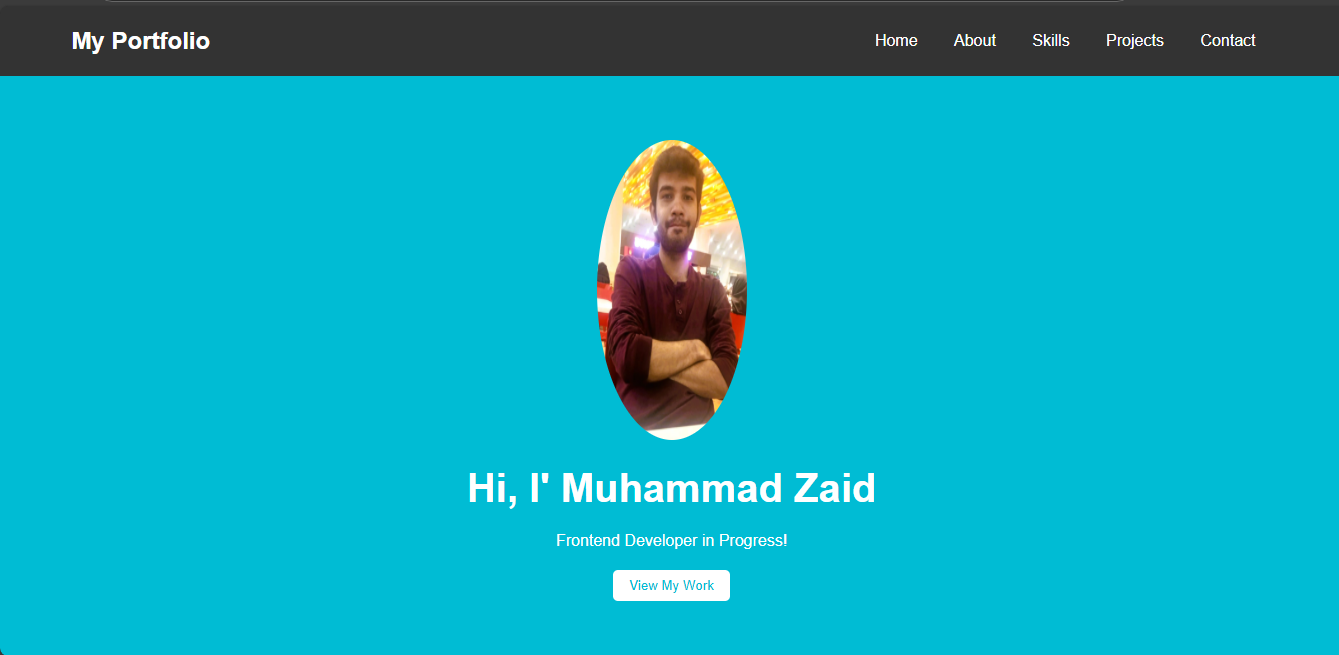 My Portfolio
Home About Skills Projects Contact
Hi, I' Muhammad Zaid
Frontend Developer in Progress!
View My Work